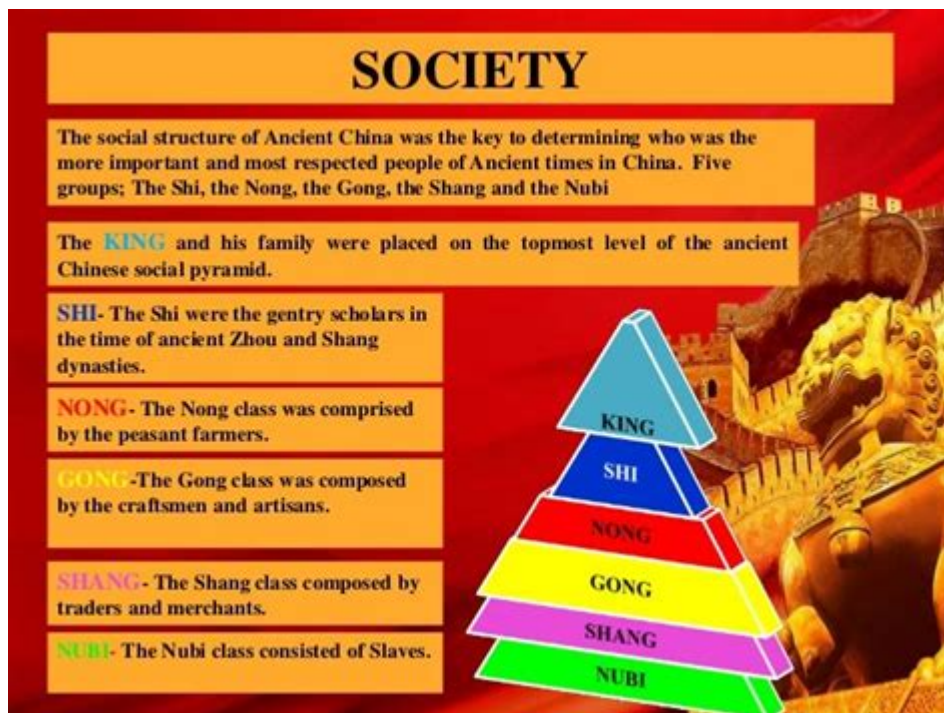 SOCIETY
The social structure of Ancient China was the key to determining who was the
more important and most respected people of Ancient times in China. Five
groups; The Shi, the Nong, the Gong, the Shang and the Nubi
The KING and his family were placed on the topmost level of the ancient
Chinese social pyramid.
SHI- The Shi were the gentry scholars in
the time of ancient Zhou and Shang
dynasties.
NONG- The Nong class was comprised
by the peasant farmers.
GONG-The Gong class was composed
by the craftsmen and artisans.
SHANG- The Shang class composed by
traders and merchants.
NUBI- The Nubi class consisted of Slaves.
KING
SHI
NONG
GONG
SHANG
NUBI